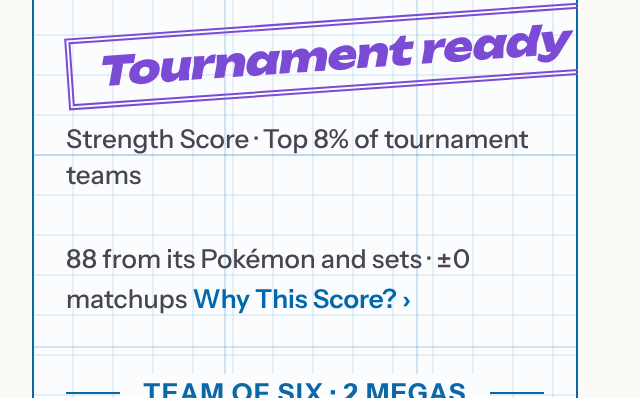 Tournament ready
Strength Score · Top 8% of tournament
teams
88 from its Pokémon and sets · ±0
matchups Why This Score? ›
TEAM OF SIX · 2 MEGAS